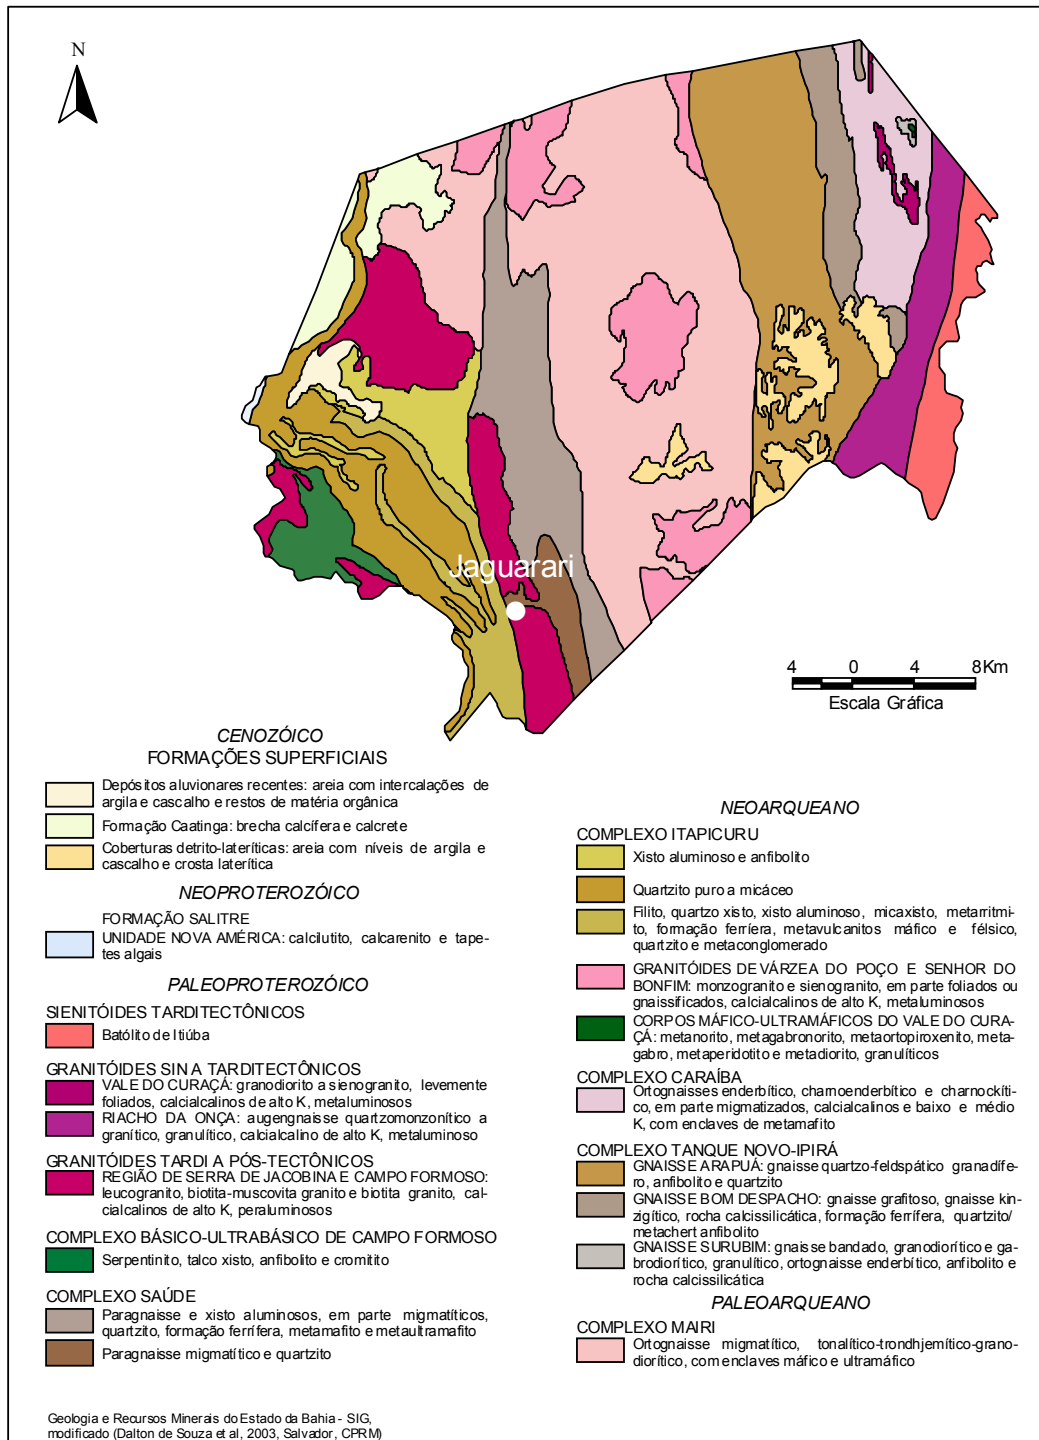 N
Jaguarari
4 0 4 8Km
Escala Gráfica
CENOZÓICO
FORMAÇÕES SUPERFICIAIS
Depósitos aluvionares recentes: areia com intercalações de
argila e cascalho e restos de matéria orgânica
Formação Caatinga: brecha calcífera e calcrete
Coberturas detrito-lateríticas: areia com níveis de argila e
cascalho e crosta laterítica
NEOPROTEROZÓICO
FORMAÇÃO SALITRE
UNIDADE NOVA AMÉRICA: calcilutito, calcarenito e tape-
tes algais
PALEOPROTEROZÓICO
SIENITÓIDES TARDITECTÔNICOS
Batólito de Itiúba
GRANITÓIDES SIN A TARDITECTÔNICOS
VALE DO CURAÇÁ: granodiorito a sienogranito, levemente
foliados, calcialcalinos de alto K, metaluminosos
RIACHO DA ONÇA: augengnaisse quartzomonzonítico a
granítico, granulítico, calcialcalino de alto K, metaluminoso
GRANITÓIDES TARDI A PÓS-TECTÔNICOS
REGIÃO DE SERRA DE JACOBINA E CAMPO FORMOSO:
leucogranito, biotita-muscovita granito e biotita granito, cal-
cialcalinos de alto K, peraluminosos
COMPLEXO BÁSICO-ULTRABÁSICO DE CAMPO FORMOSO
Serpentinito, talco xisto, anfibolito e cromitito
COMPLEXO SAÚDE
Paragnaisse e xisto aluminosos, em parte migmatíticos,
quartzito, formação ferrífera, metamafito e metaultramafito
Paragnaisse migmatítico e quartzito
NEOARQUEANO
COMPLEXO ITAPICURU
Xisto aluminoso e anfibolito
Quartzito puro a micáceo
Filito, quartzo xisto, xisto aluminoso, micaxisto, metarritmi-
to, formação ferríera, metavulcanitos máfico e félsico,
quartzito e metaconglomerado
GRANITÓIDES DE VÁRZEA DO POÇO E SENHOR DO
BONFIM: monzogranito e sienogranito, em parte foliados ou
gnaissificados, calcialcalinos de alto K, metaluminosos
CORPOS MÁFICO-ULTRAMÁFICOS DO VALE DO CURA-
ÇÁ: metanorito, metagabronorito, metaortopiroxenito, meta-
gabro, metaperidotito e metadiorito, granulíticos
COMPLEXO CARAÍBA
Ortognaisses enderbítico, charnoenderbítico e charnockíti-
co, em parte migmatizados, calcialcalinos e baixo e médio
K, com enclaves de metamafito
COMPLEXO TANQUE NOVO-IPIRÁ
GNAISSE ARAPUÁ: gnaisse quartzo-feldspático granadífe-
ro, anfibolito e quartzito
GNAISSE BOM DESPACHO: gnaisse grafitoso, gnaisse kin-
zigítico, rocha calcissilicática, formação ferrífera, quartzito/
metachert anfibolito
GNAISSE SURUBIM: gnaisse bandado, granodiorítico e ga-
brodiorítico, granulítico, ortognaisse enderbítico, anfibolito e
rocha calcissilicática
PALEOARQUEANO
COMPLEXO MAIRI
Ortognaisse migmatítico, tonalítico-trondhjemítico-grano-
diorítico, com enclaves máfico e ultramáfico
Geologia e Recursos Minerais do Estado da Bahia - SIG,
modificado (Dalton de Souza et al, 2003, Salvador, CPRM)